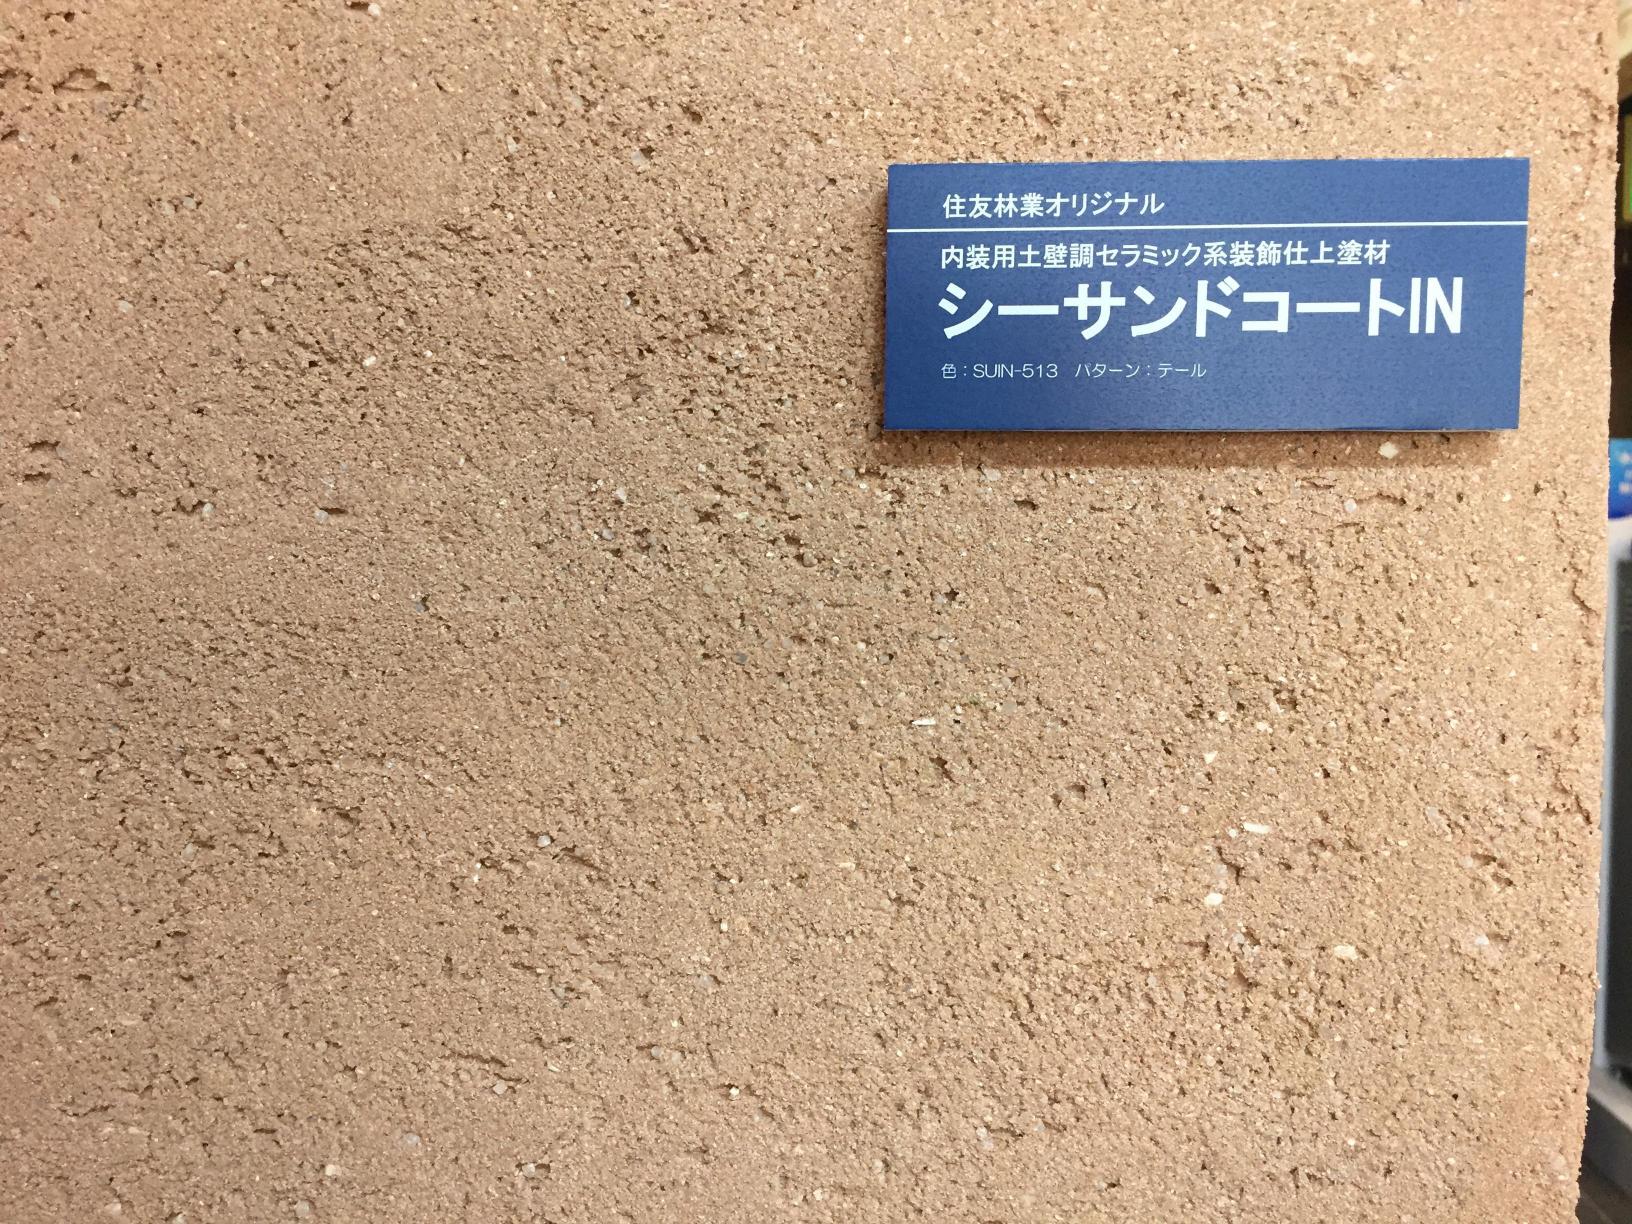 住友林業オリジナル
内装用土壁調セラミック系装飾仕上塗材
シーサンドコートIN
色：SUIN-513　パターン：テール